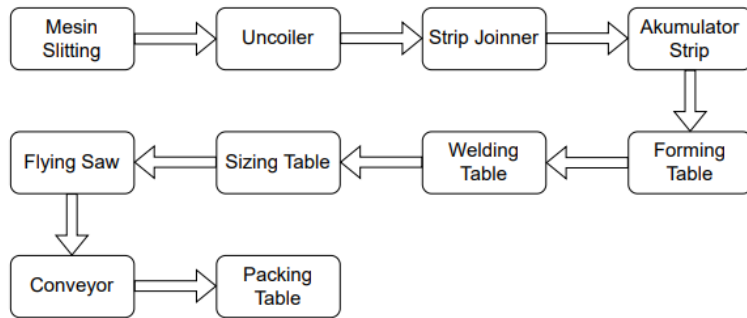 Mesin
Slitting
Uncoiler
Strip Joinner
Akumulator
Strip
Forming
Table
Welding
Table
Sizing Table
Flying Saw
Conveyor
Packing
Table